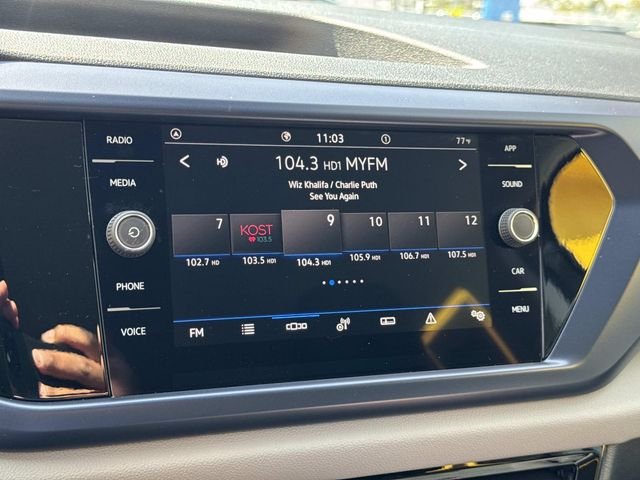 RADIO
MEDIA
PHONE
VOICE
11:03
77°F
104.3 HD1 MYFM
Wiz Khalifa / Charlie Puth
See You Again
7
KOST
103.5
9
10
11
12
102.7 HD
103.5 HD1
104.3 HD1
105.9 HD1
106.7 HD1
107.5 HD1
FM
APP
SOUND
CAR
MENU